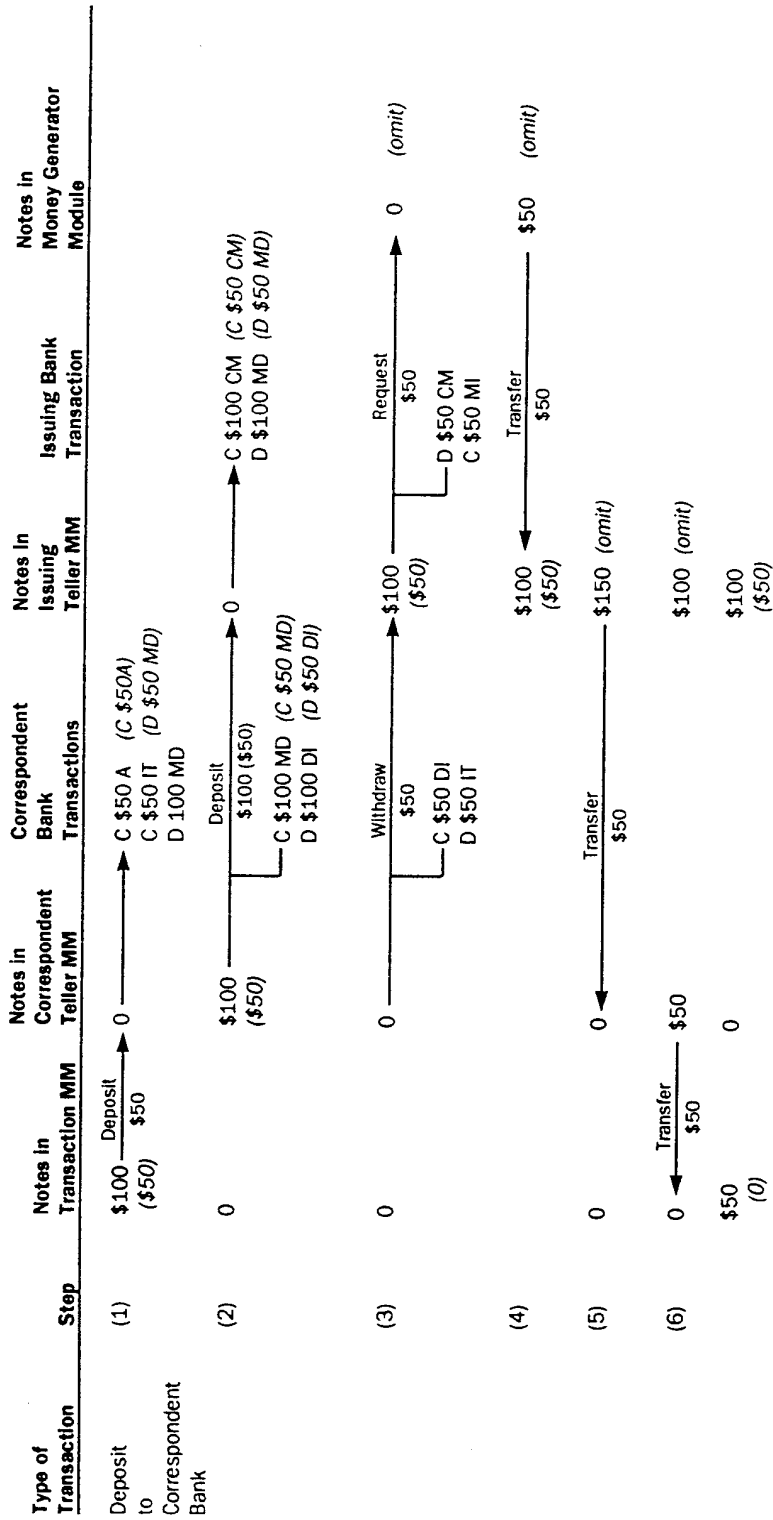 Type of Transaction
Step
Notes in Transaction MM
Notes in Correspondent Teller MM
Correspondent Bank Transactions
Notes in Issuing Teller MM
Issuing Bank Transaction
Notes in Money Generator Module
Deposit
to
Correspondent
Bank
(1)
$100
($50)
Deposit
$50
0
C $50 A (C $50A)
C $50 IT (D $50 MD)
D 100 MD
(2)
0
$100
($50)
Deposit
$100 ($50)
C $100 MD (C $50 MD)
D $100 DI (D $50 DI)
0
C $100 CM (C $50 CM)
D $100 MD (D $50 MD)
(3)
0
0
Withdraw
$50
C $50 DI
D $50 IT
$100
($50)
Request
$50
D $50 CM
C $50 MI
0 (omit)
(4)
$100
($50)
Transfer
$50
$50 (omit)
(5)
0
0
Transfer
$50
$150 (omit)
(6)
0
Transfer
$50
$50
$100 (omit)
$50
(0)
0
$100
($50)